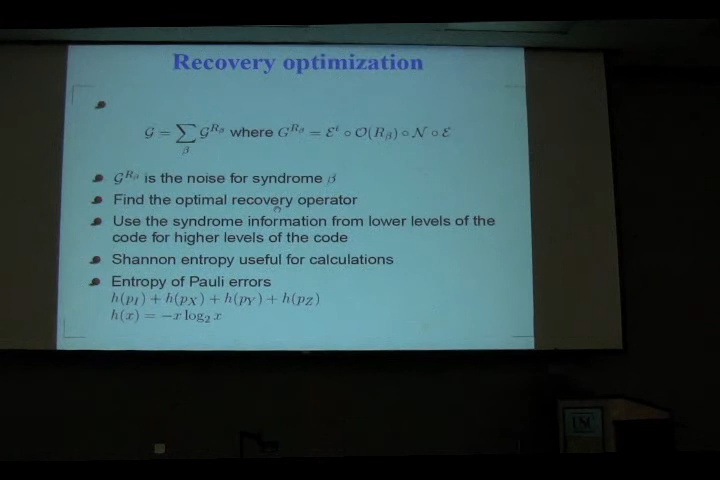 Recovery optimization
𝒢 = ∑_β 𝒢^{R_β} where G^{R_β} = ℰ^† ∘ 𝒪(R_β) ∘ 𝒩 ∘ ℰ
𝒢^{R_β} is the noise for syndrome β
Find the optimal recovery operator
Use the syndrome information from lower levels of the
code for higher levels of the code
Shannon entropy useful for calculations
Entropy of Pauli errors
h(p_I) + h(p_X) + h(p_Y) + h(p_Z)
h(x) = −x log₂ x